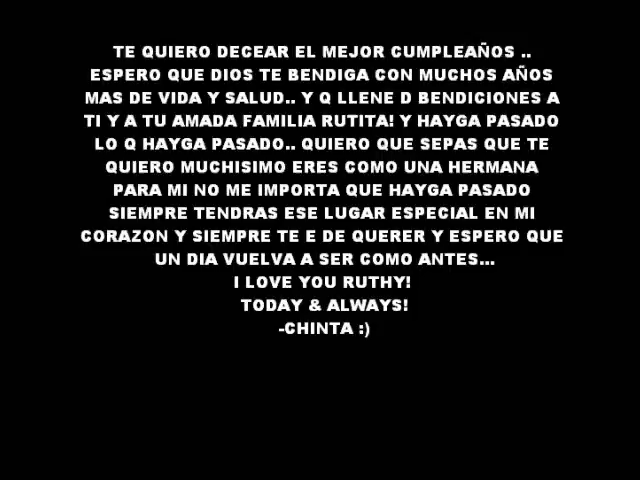 TE QUIERO DECEAR EL MEJOR CUMPLEAÑOS ..
ESPERO QUE DIOS TE BENDIGA CON MUCHOS AÑOS
MAS DE VIDA Y SALUD.. Y Q LLENE D BENDICIONES A
TI Y A TU AMADA FAMILIA RUTITA! Y HAYGA PASADO
LO Q HAYGA PASADO.. QUIERO QUE SEPAS QUE TE
QUIERO MUCHISIMO ERES COMO UNA HERMANA
PARA MI NO ME IMPORTA QUE HAYGA PASADO
SIEMPRE TENDRAS ESE LUGAR ESPECIAL EN MI
CORAZON Y SIEMPRE TE E DE QUERER Y ESPERO QUE
UN DIA VUELVA A SER COMO ANTES...
I LOVE YOU RUTHY!
TODAY & ALWAYS!
-CHINTA :)